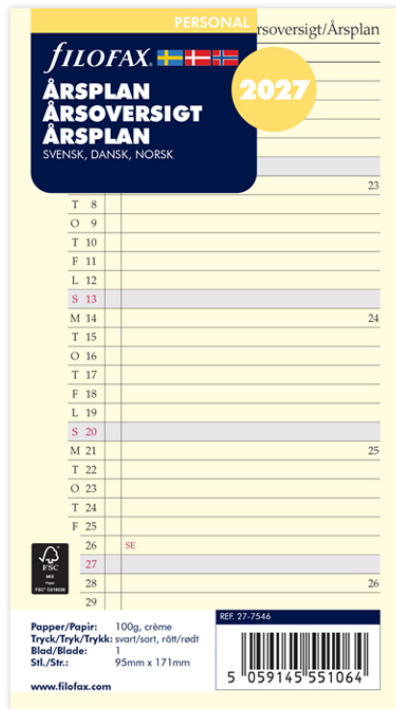 PERSONAL
rsoversigt/Årsplan
fILOFAX
2027
ÅRSPLAN
ÅRSOVERSIGT
ÅRSPLAN
SVENSK, DANSK, NORSK
23
T 8
O 9
T 10
F 11
L 12
S 13
M 14 24
T 15
O 16
T 17
F 18
L 19
S 20
M 21 25
T 22
O 23
T 24
F 25
26 SE
27
28 26
29
FSC
MIX
Paper
Papper/Papir: 100g, crème
Tryck/Tryk/Trykk: svart/sort, rött/rødt
Blad/Blade: 1
Stl./Str.: 95mm x 171mm
www.filofax.com
REF. 27-7546
5 059145 551064